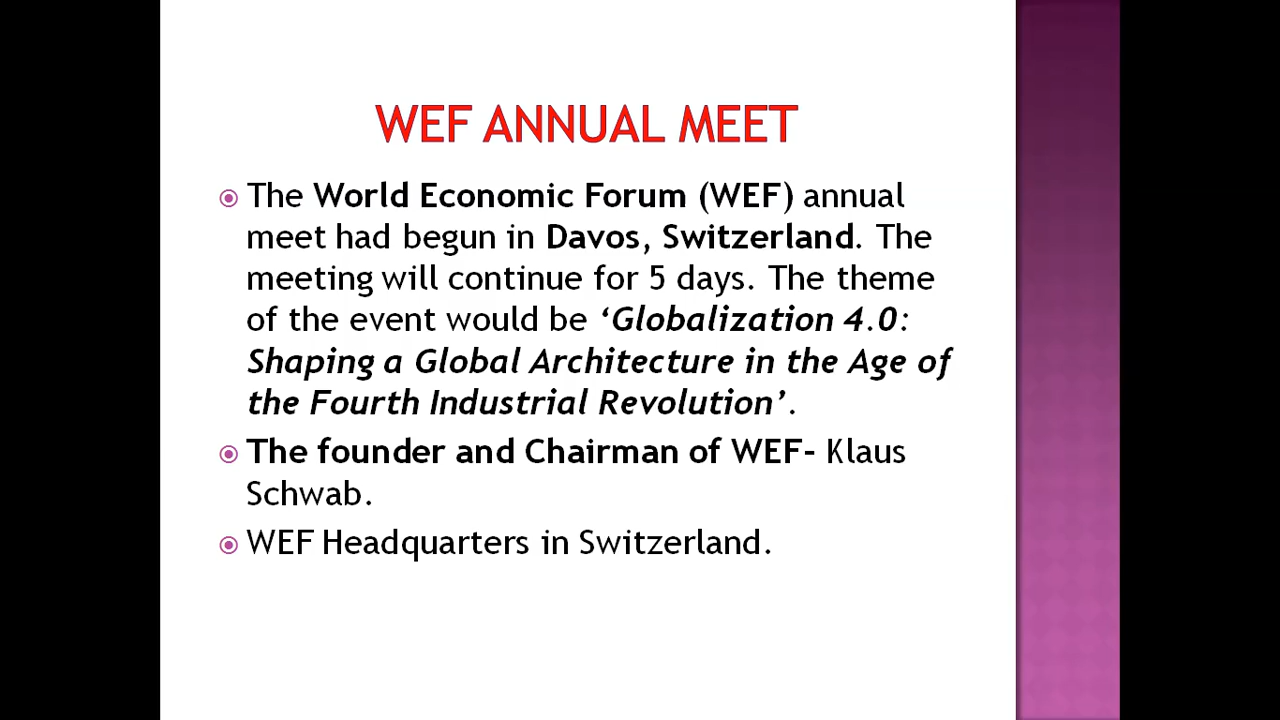 WEF ANNUAL MEET
The World Economic Forum (WEF) annual
meet had begun in Davos, Switzerland. The
meeting will continue for 5 days. The theme
of the event would be ‘Globalization 4.0:
Shaping a Global Architecture in the Age of
the Fourth Industrial Revolution’.
The founder and Chairman of WEF- Klaus
Schwab.
WEF Headquarters in Switzerland.